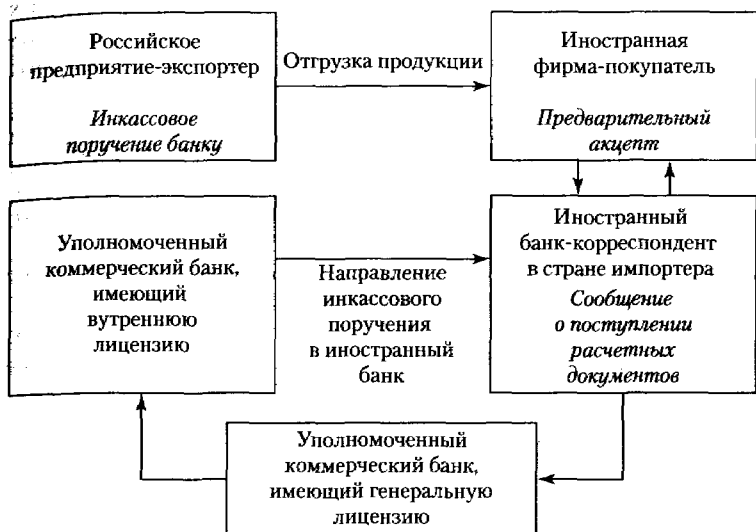 Российское
предприятие-экспортер
Инкассовое
поручение банку
Отгрузка продукции
Иностранная
фирма-покупатель
Предварительный
акцепт
Уполномоченный
коммерческий банк,
имеющий
вутреннюю
лицензию
Направление
инкассового
поручения
в иностранный
банк
Иностранный
банк-корреспондент
в стране импортера
Сообщение
о поступлении
расчетных
документов
Уполномоченный
коммерческий банк,
имеющий генеральную
лицензию